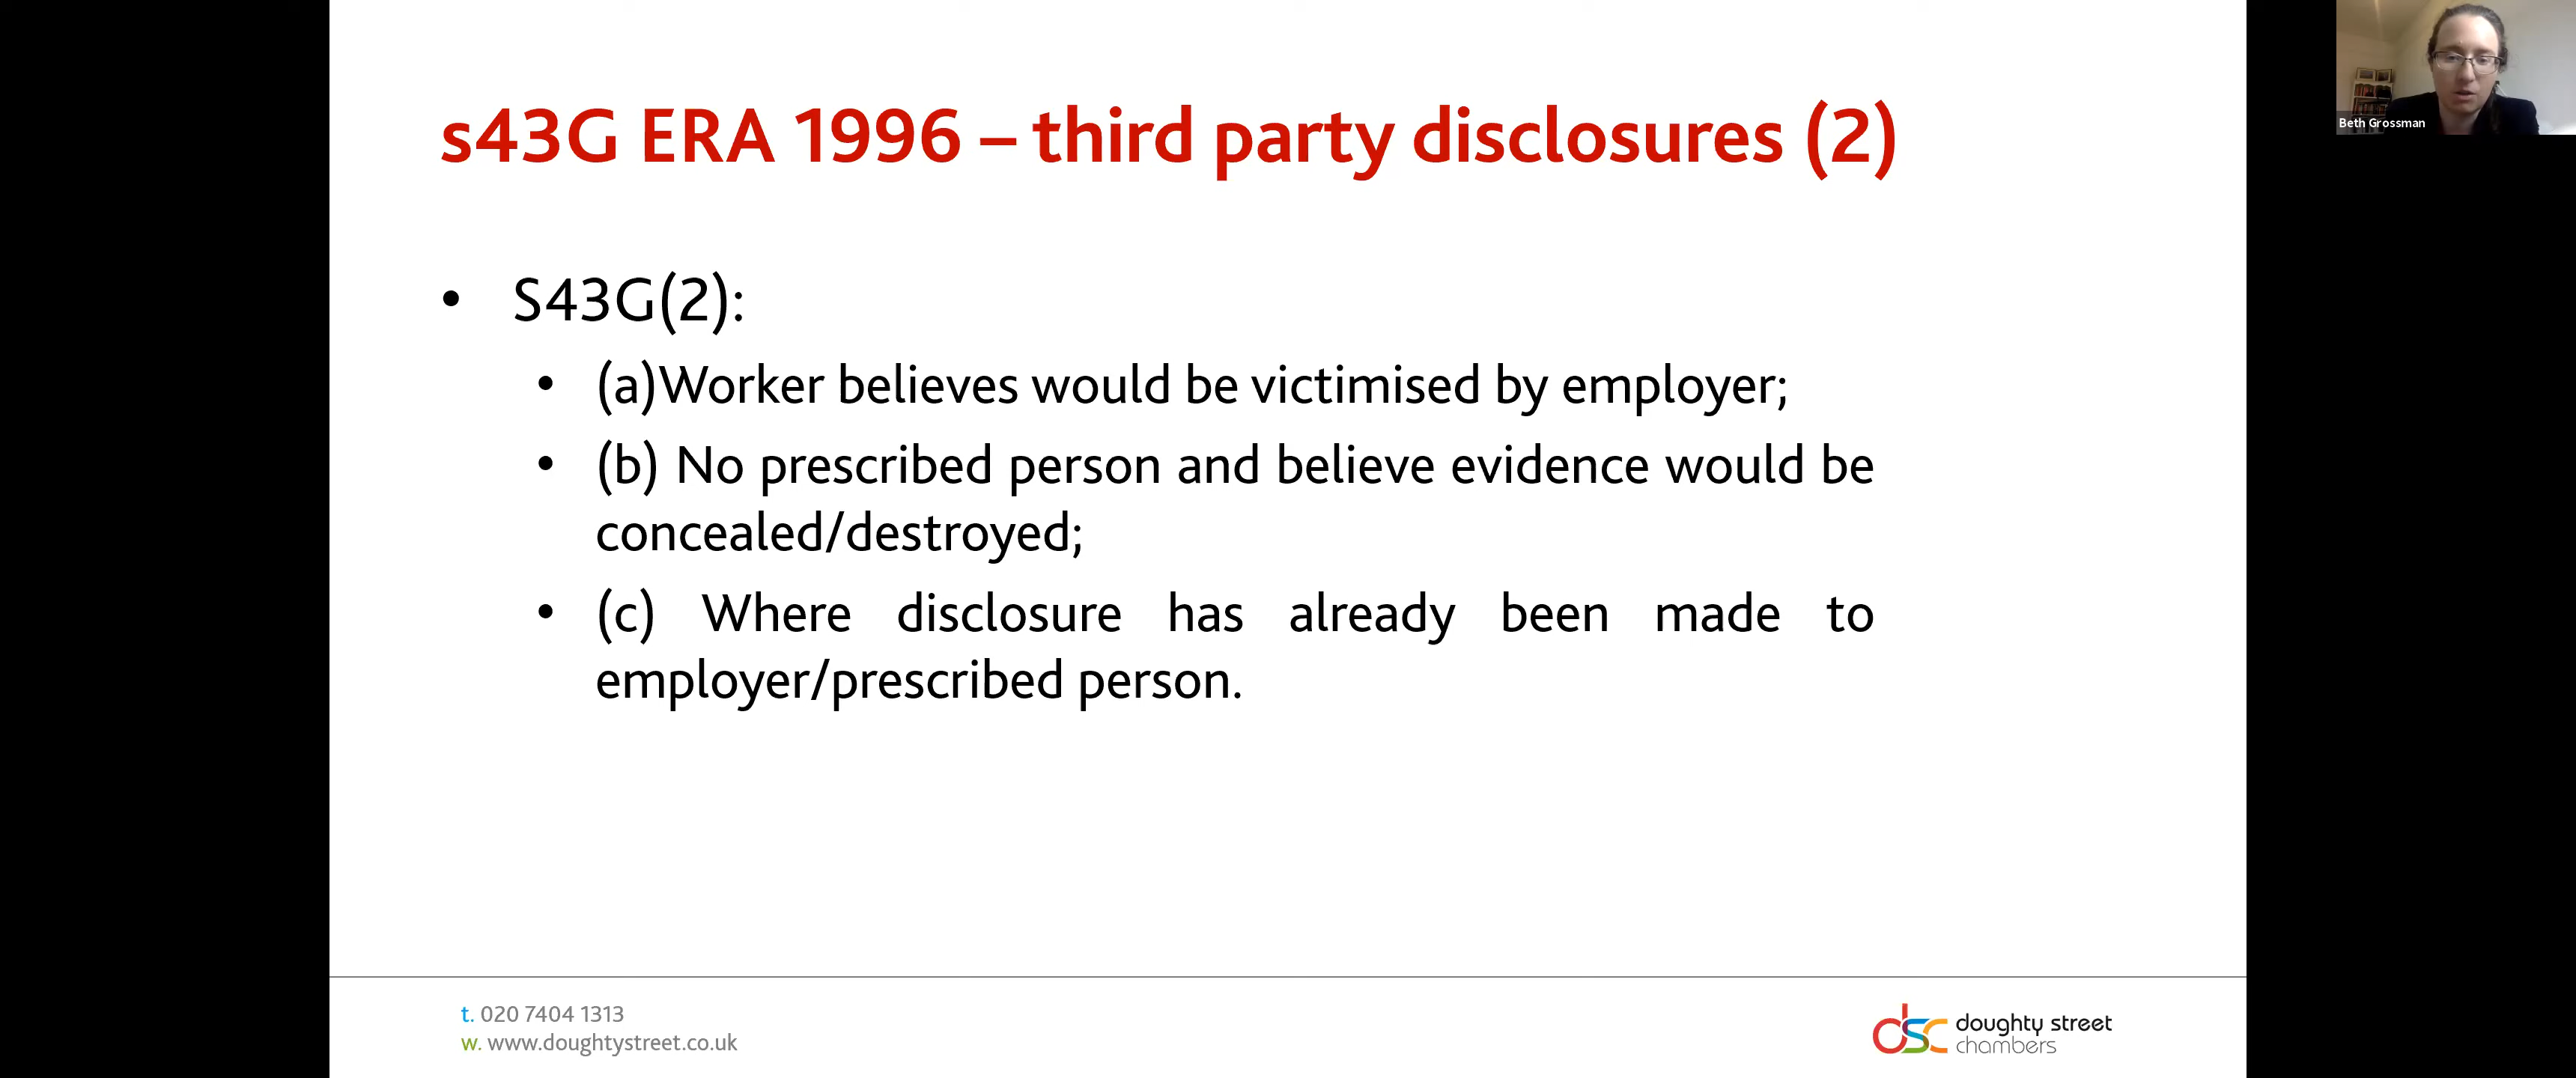 s43G ERA 1996 – third party disclosures (2)
• S43G(2):
• (a)Worker believes would be victimised by employer;
• (b) No prescribed person and believe evidence would be
concealed/destroyed;
• (c) Where disclosure has already been made to
employer/prescribed person.
t. 020 7404 1313
w. www.doughtystreet.co.uk
dsc doughty street
chambers
Beth Grossman